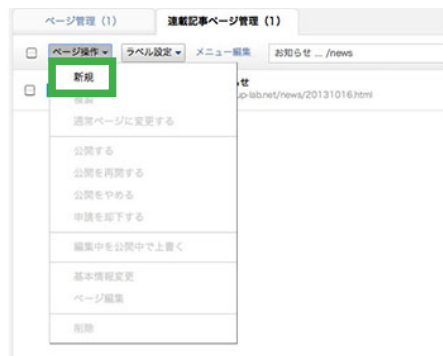 ページ管理（1）
連載記事ページ管理（1）
ページ操作
ラベル設定
メニュー編集
お知らせ ... /news
新規
せ
up-lab.net/news/20131016.html
複製
通常ページに変更する
公開する
公開を再開する
公開をやめる
申請を却下する
編集中を公開中で上書く
基本情報変更
ページ編集
削除